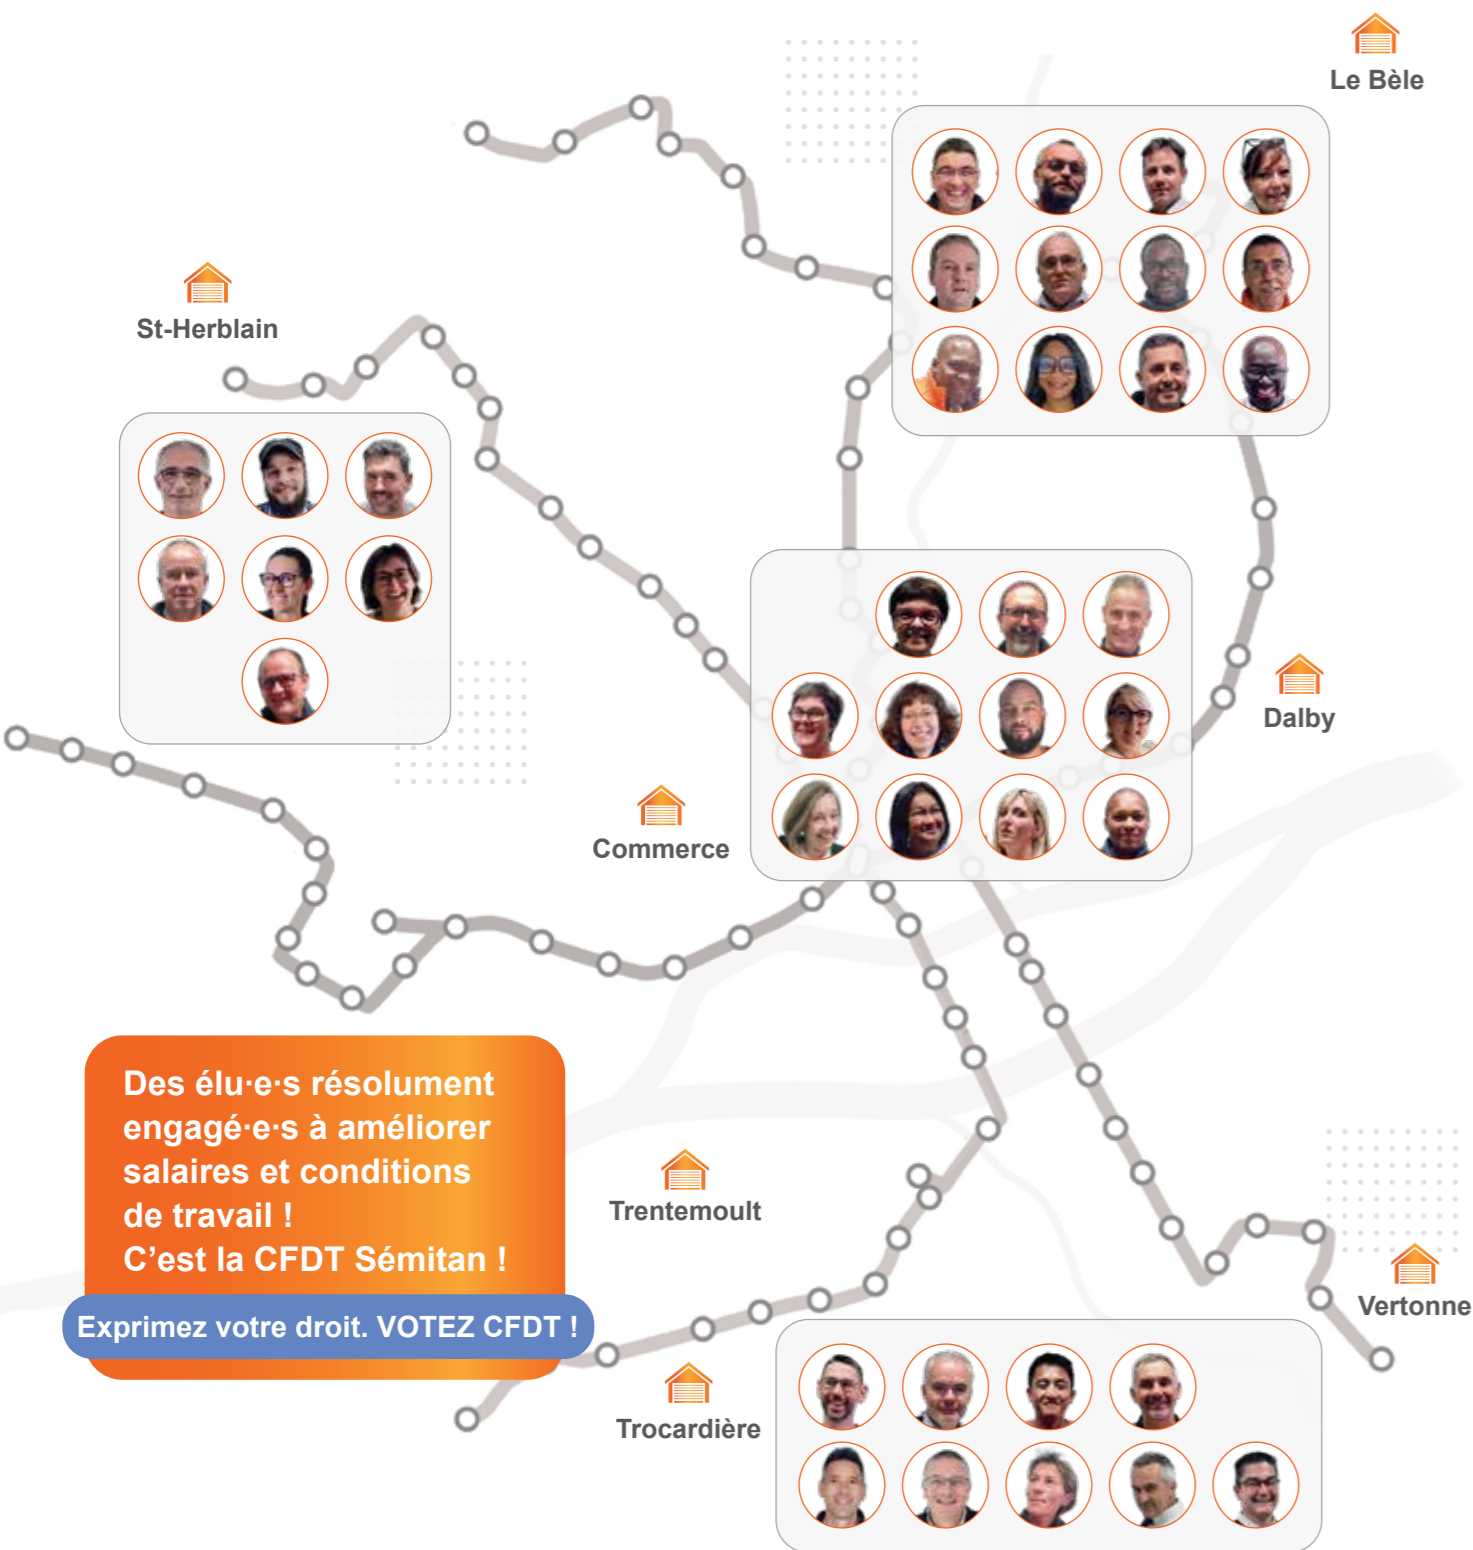 Le Bèle
St-Herblain
Dalby
Commerce
Des élu·e·s résolument
engagé·e·s à améliorer
salaires et conditions
de travail !
C’est la CFDT Sémitan !
Exprimez votre droit. VOTEZ CFDT !
Trentemoult
Vertonne
Trocardière